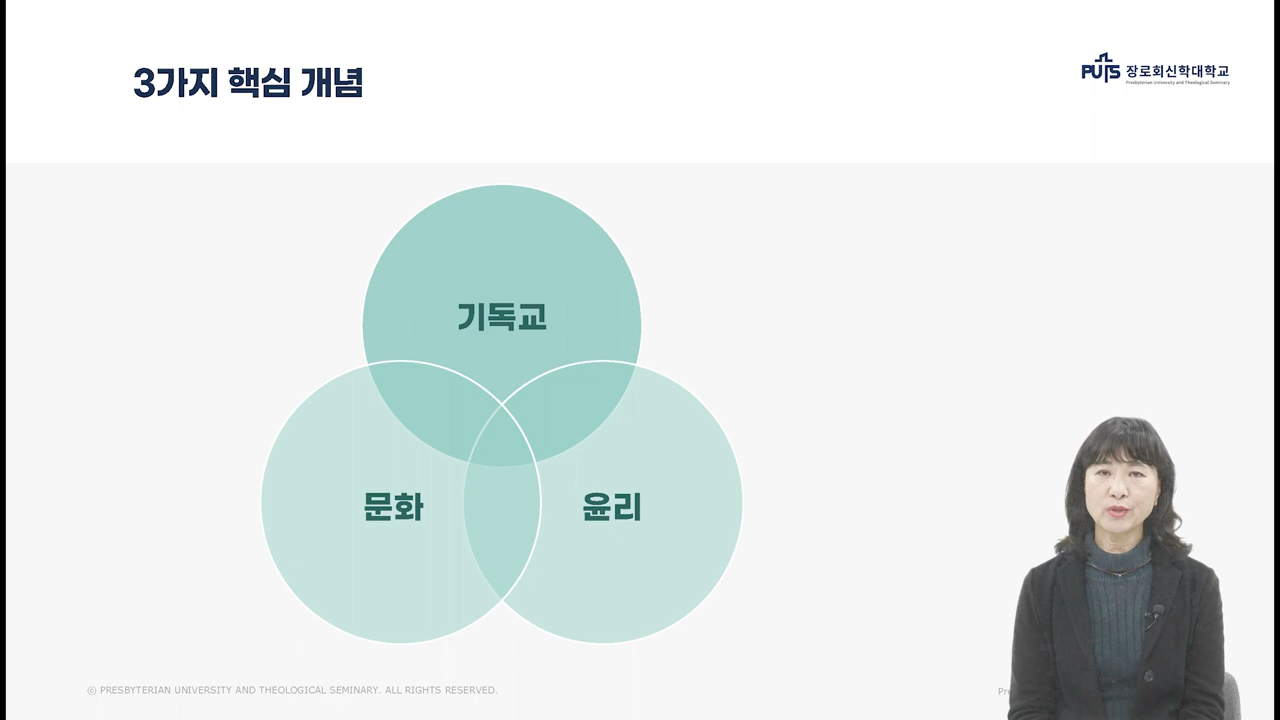 3가지 핵심 개념
PUTS 장로회신학대학교
Presbyterian University and Theological Seminary
기독교
문화
윤리
ⓒ PRESBYTERIAN UNIVERSITY AND THEOLOGICAL SEMINARY. ALL RIGHTS RESERVED.